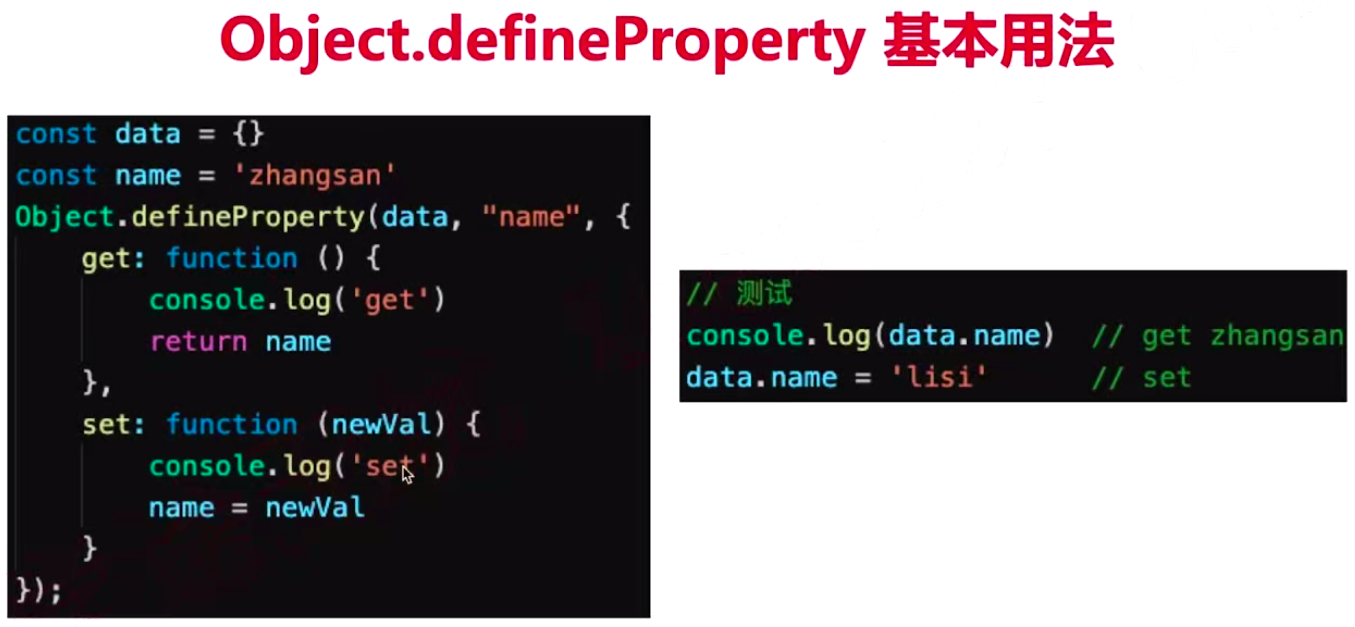 Object.defineProperty 基本用法
const data = {}
const name = 'zhangsan'
Object.defineProperty(data, "name", {
    get: function () {
        console.log('get')
        return name
    },
    set: function (newVal) {
        console.log('set')
        name = newVal
    }
});
// 测试
console.log(data.name)  // get zhangsan
data.name = 'lisi'      // set